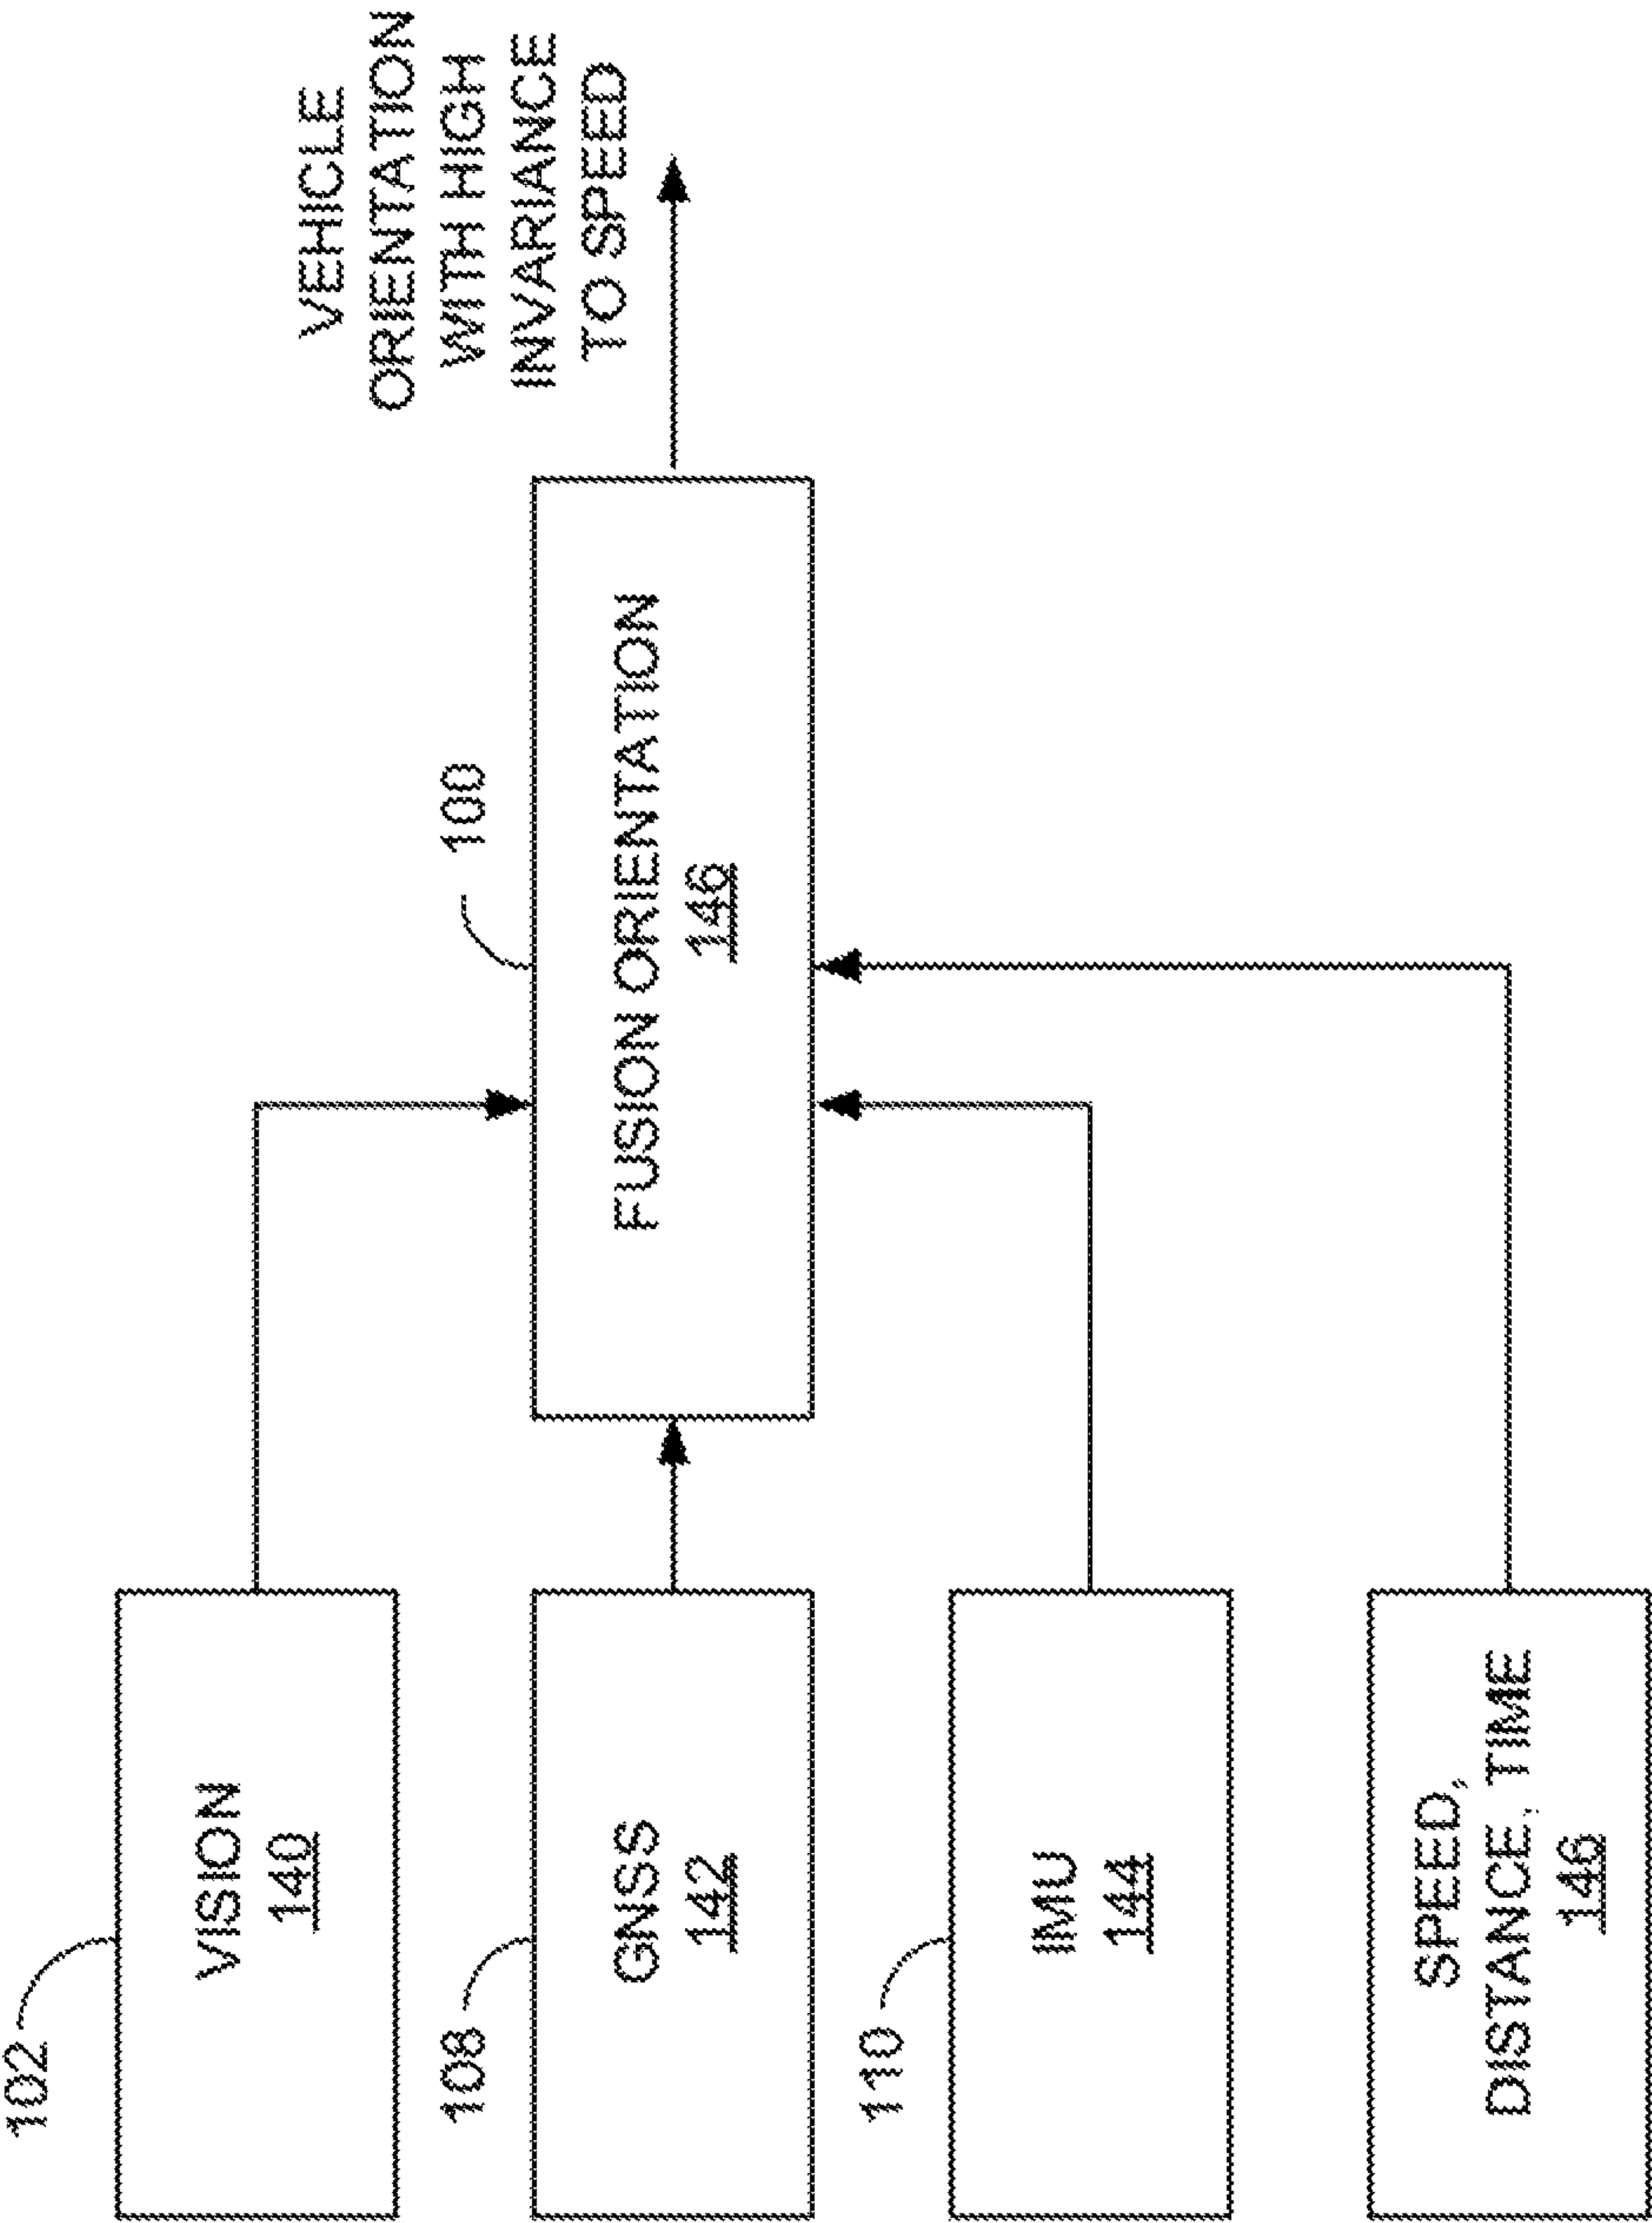 102
VISION
140
108
GNSS
142
110
IMU
144
SPEED,
DISTANCE, TIME
146
100
FUSION ORIENTATION
146
VEHICLE
ORIENTATION
WITH HIGH
INVARIANCE
TO SPEED